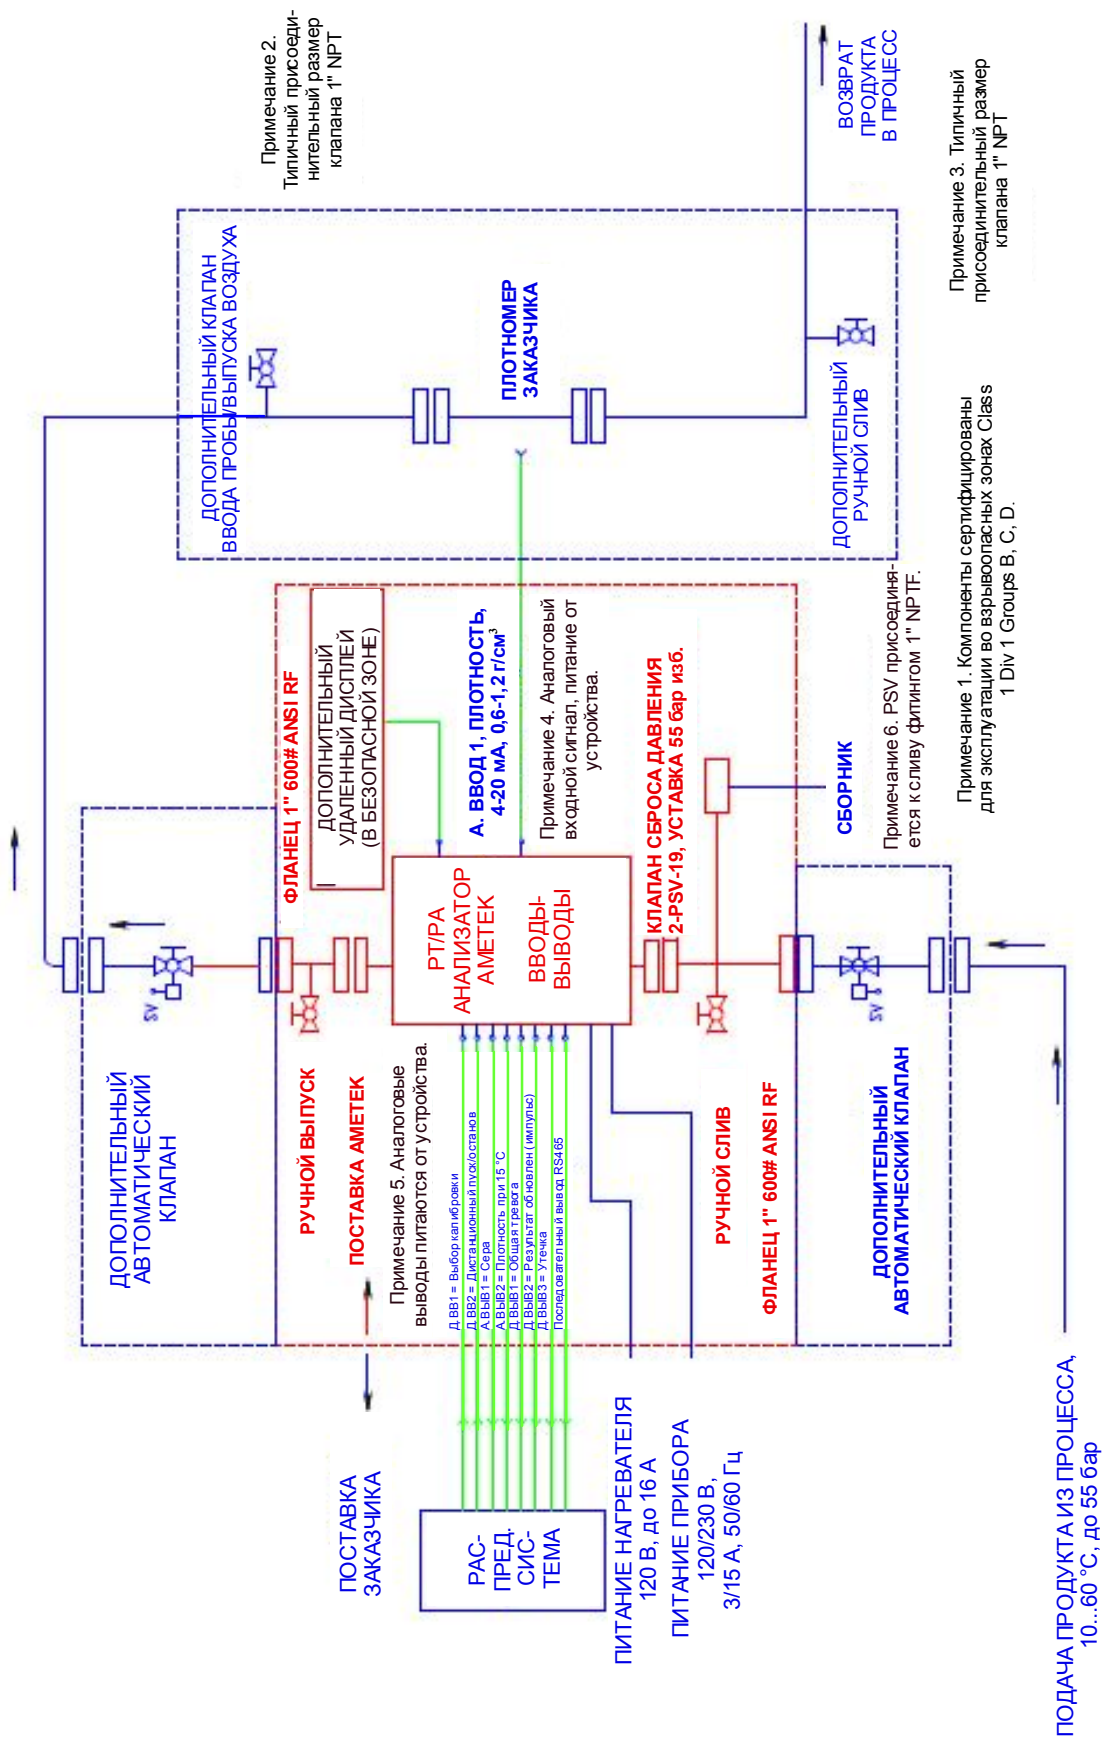 Примечание 2.
Типичный присоеди-
нительный размер
клапана 1" NPT
ВОЗВРАТ
ПРОДУКТА
В ПРОЦЕСС
Примечание 3. Типичный
присоединительный размер
клапана 1" NPT
ДОПОЛНИТЕЛЬНЫЙ КЛАПАН
ВВОДА ПРОБЫ/ВЫПУСКА ВОЗДУХА
ПЛОТНОМЕР
ЗАКАЗЧИКА
ДОПОЛНИТЕЛЬНЫЙ
РУЧНОЙ СЛИВ
Примечание 1. Компоненты сертифицированы
для эксплуатации во взрывоопасных зонах Class
1 Div 1 Groups B, C, D.
ФЛАНЕЦ 1" 600# ANSI RF
ДОПОЛНИТЕЛЬНЫЙ
УДАЛЕННЫЙ ДИСПЛЕЙ
(В БЕЗОПАСНОЙ ЗОНЕ)
А. ВВОД 1, ПЛОТНОСТЬ,
4-20 мА, 0,6-1,2 г/см³
Примечание 4. Аналоговый
входной сигнал, питание от
устройства.
КЛАПАН СБРОСА ДАВЛЕНИЯ
2-PSV-19, УСТАВКА 55 бар изб.
СБОРНИК
Примечание 6. PSV присоединя-
ется к сливу фитингом 1" NPTF.
РТ/РА
АНАЛИЗАТОР
АМЕТЕК
ВВОДЫ-
ВЫВОДЫ
SV
SV
ДОПОЛНИТЕЛЬНЫЙ
АВТОМАТИЧЕСКИЙ
КЛАПАН
РУЧНОЙ ВЫПУСК
ПОСТАВКА АМЕТЕК
Примечание 5. Аналоговые
выводы питаются от устройства.
Д.ВВ1 = Выбор калибровки
Д.ВВ2 = Дистанционный пуск/останов
А.ВЫВ1 = Сера
А.ВЫВ2 = Плотность при 15 °С
Д.ВЫВ1 = Общая тревога
Д.ВЫВ2 = Результат обновлен (импульс)
Д.ВЫВ3 = Утечка
Последовательный вывод RS465
РУЧНОЙ СЛИВ
ФЛАНЕЦ 1" 600# ANSI RF
ДОПОЛНИТЕЛЬНЫЙ
АВТОМАТИЧЕСКИЙ КЛАПАН
ПОСТАВКА
ЗАКАЗЧИКА
РАС-
ПРЕД.
СИС-
ТЕМА
ПИТАНИЕ НАГРЕВАТЕЛЯ
120 В, до 16 А
ПИТАНИЕ ПРИБОРА
120/230 В,
3/15 А, 50/60 Гц
ПОДАЧА ПРОДУКТА ИЗ ПРОЦЕССА,
10...60 °С, до 55 бар